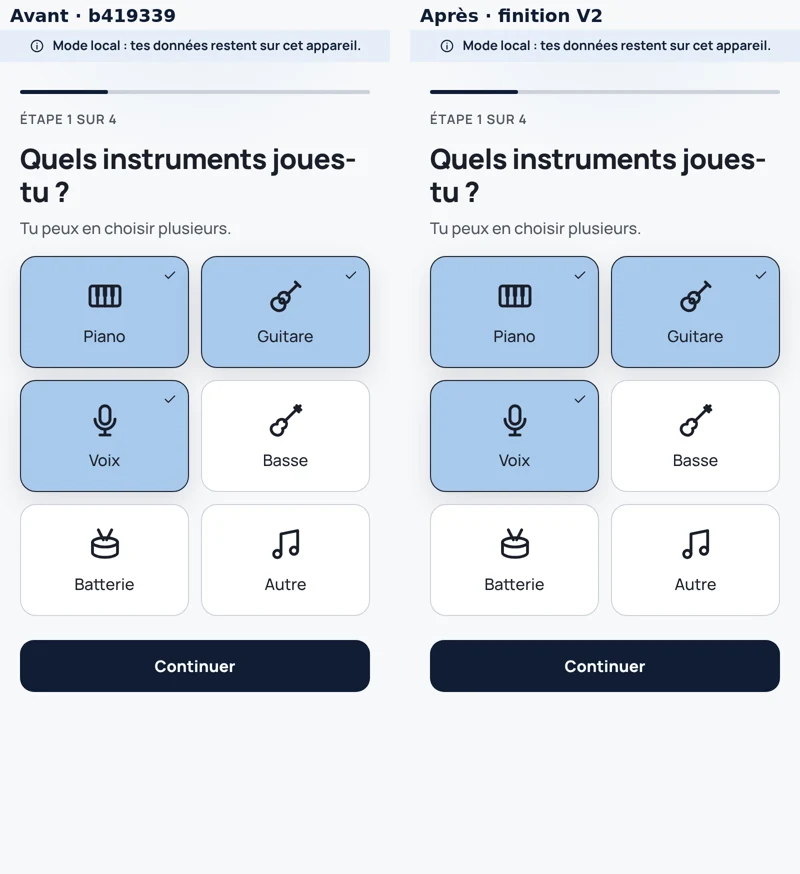 Avant · b419339
Mode local : tes données restent sur cet appareil.
ÉTAPE 1 SUR 4
Quels instruments joues-
tu ?
Tu peux en choisir plusieurs.
Piano
Guitare
Voix
Basse
Batterie
Autre
Continuer
Après · finition V2
Mode local : tes données restent sur cet appareil.
ÉTAPE 1 SUR 4
Quels instruments joues-
tu ?
Tu peux en choisir plusieurs.
Piano
Guitare
Voix
Basse
Batterie
Autre
Continuer